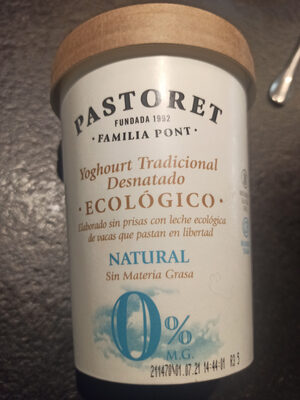 PASTORET
FUNDADA 1992
· FAMILIA PONT ·
Yoghourt Tradicional
Desnatado
· ECOLÓGICO ·
Elaborado sin prisas con leche ecológica
de vacas que pastan en libertad
NATURAL
Sin Materia Grasa
0%
M.G.